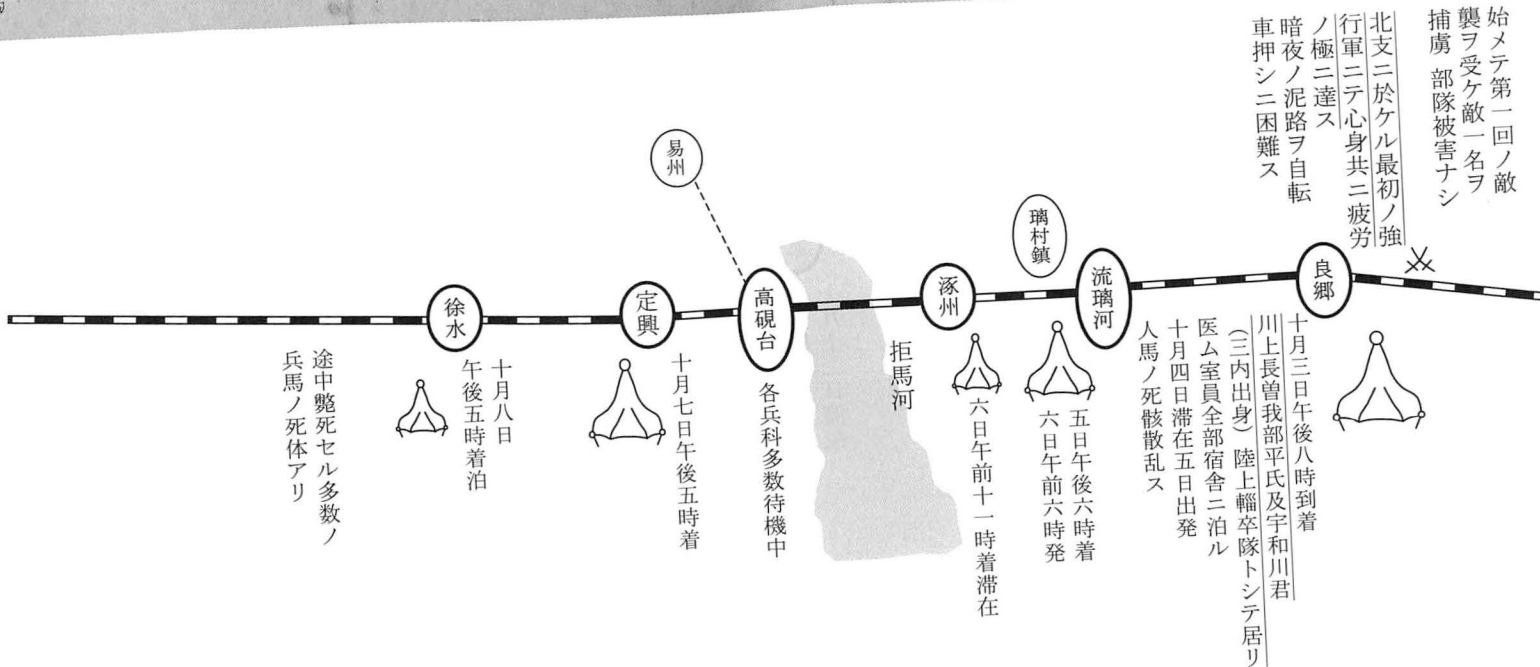 始メテ第一回ノ敵
襲ヲ受ケ敵一名ヲ
捕虜 部隊被害ナシ
北支ニ於ケル最初ノ強
行軍ニテ心身共ニ疲労
ノ極ニ達ス
暗夜ノ泥路ヲ自転
車押シニ困難ス
良郷
十月三日午後八時到着
川上長曽我部平氏及宇和川君
(三内出身) 陸上輜卒隊トシテ居リ
医ム室員全部宿舎ニ泊ル
十月四日滞在五日出発
人馬ノ死骸散乱ス
流璃河
璃村鎮
五日午後六時着
六日午前六時発
涿州
六日午前十一時着滞在
拒馬河
高硯台
各兵科多数待機中
易州
定興
十月七日午後五時着
徐水
十月八日
午後五時着泊
途中斃死セル多数ノ
兵馬ノ死体アリ